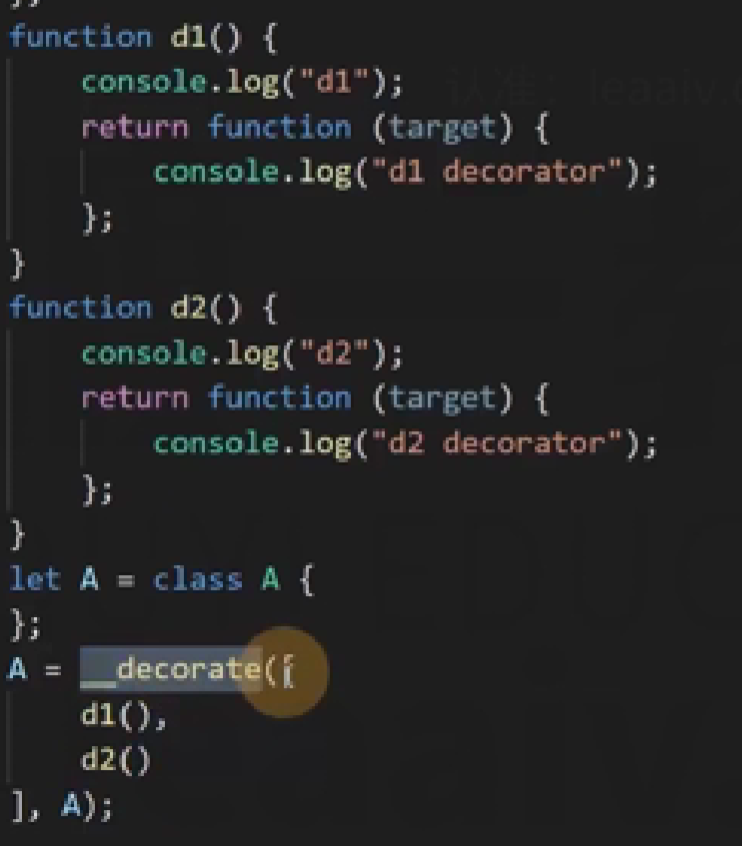 function d1() {
    console.log("d1");
    return function (target) {
        console.log("d1 decorator");
    };
}
function d2() {
    console.log("d2");
    return function (target) {
        console.log("d2 decorator");
    };
}
let A = class A {
};
A = __decorate([
    d1(),
    d2()
], A);